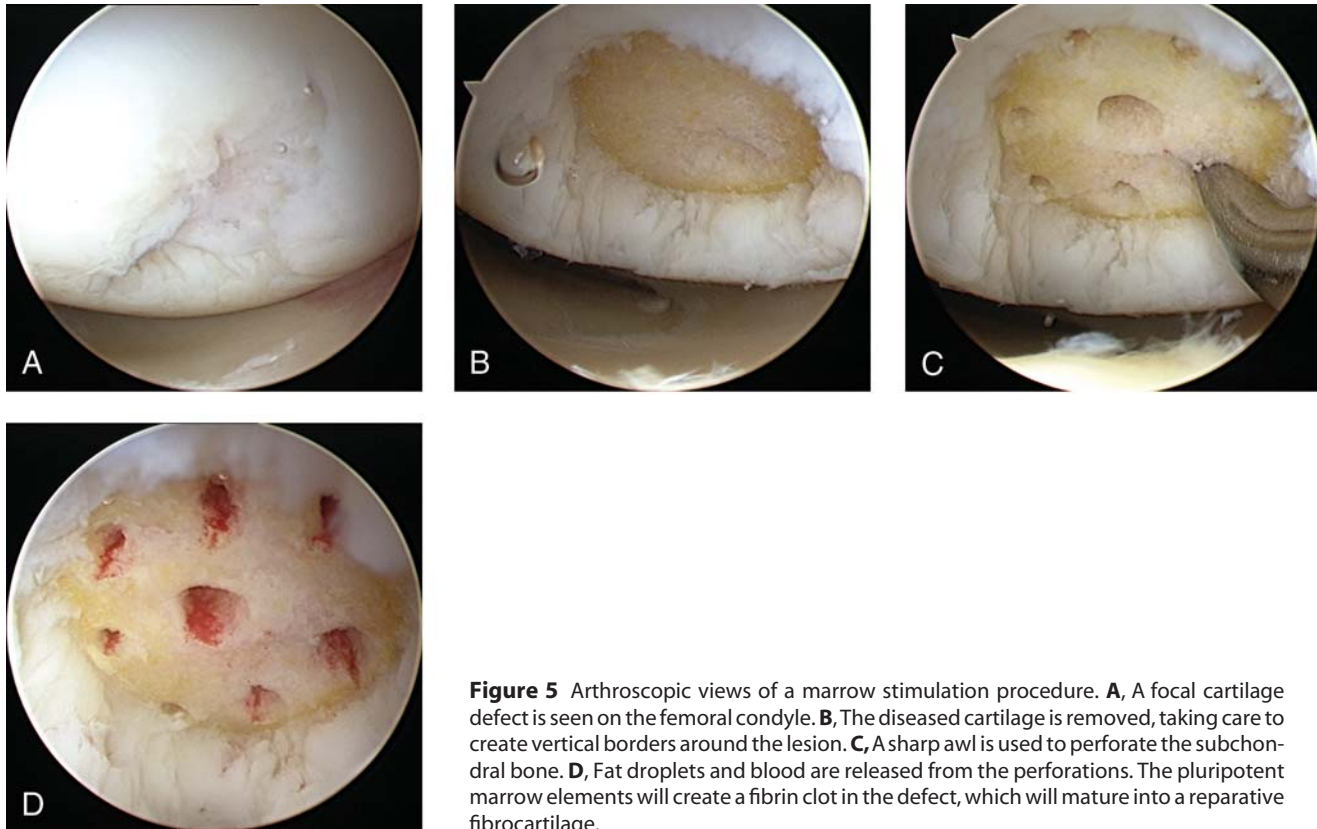 A
B
C
D
Figure 5 Arthroscopic views of a marrow stimulation procedure. A, A focal cartilage
defect is seen on the femoral condyle. B, The diseased cartilage is removed, taking care to
create vertical borders around the lesion. C, A sharp awl is used to perforate the subchon-
dral bone. D, Fat droplets and blood are released from the perforations. The pluripotent
marrow elements will create a fibrin clot in the defect, which will mature into a reparative
fibrocartilage.